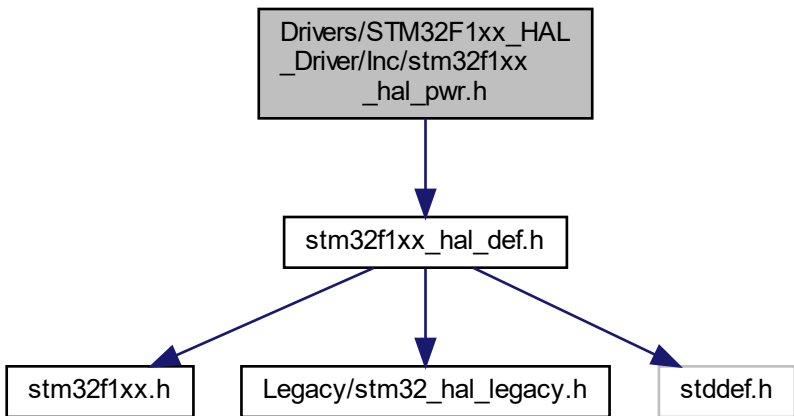 Drivers/STM32F1xx_HAL
_Driver/Inc/stm32f1xx
_hal_pwr.h
stm32f1xx_hal_def.h
stm32f1xx.h
Legacy/stm32_hal_legacy.h
stddef.h